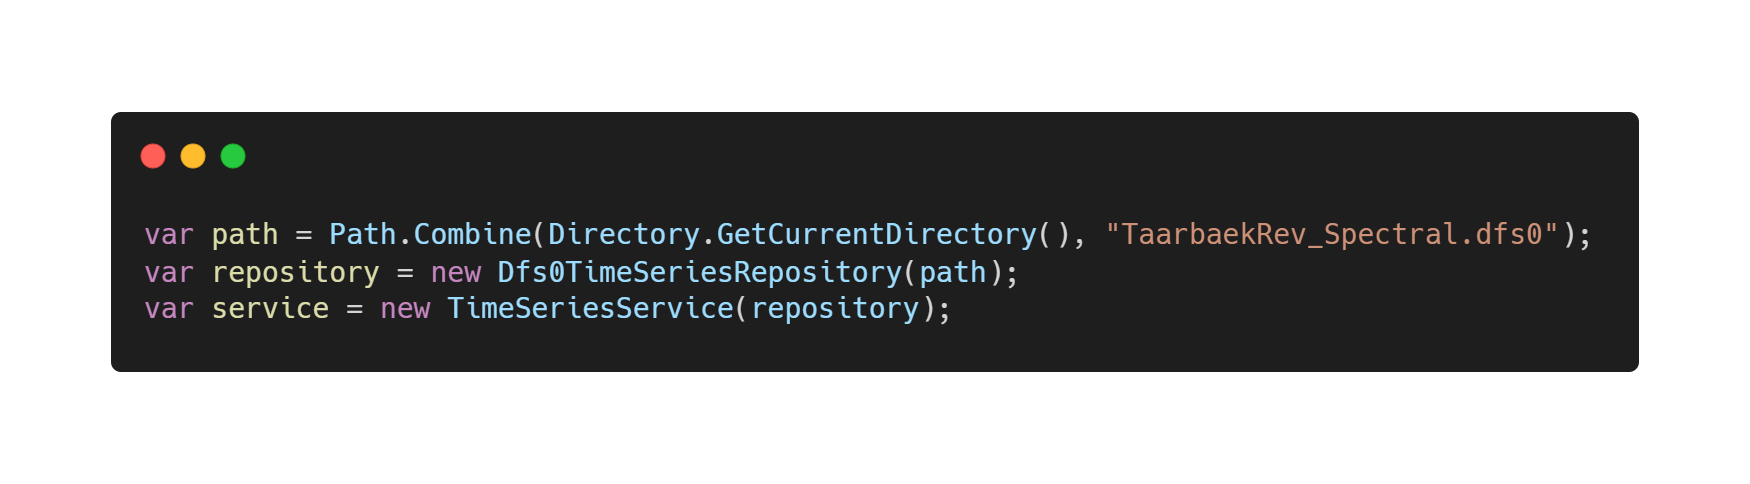 var path = Path.Combine(Directory.GetCurrentDirectory(), "TaarbaekRev_Spectral.dfs0");
var repository = new Dfs0TimeSeriesRepository(path);
var service = new TimeSeriesService(repository);